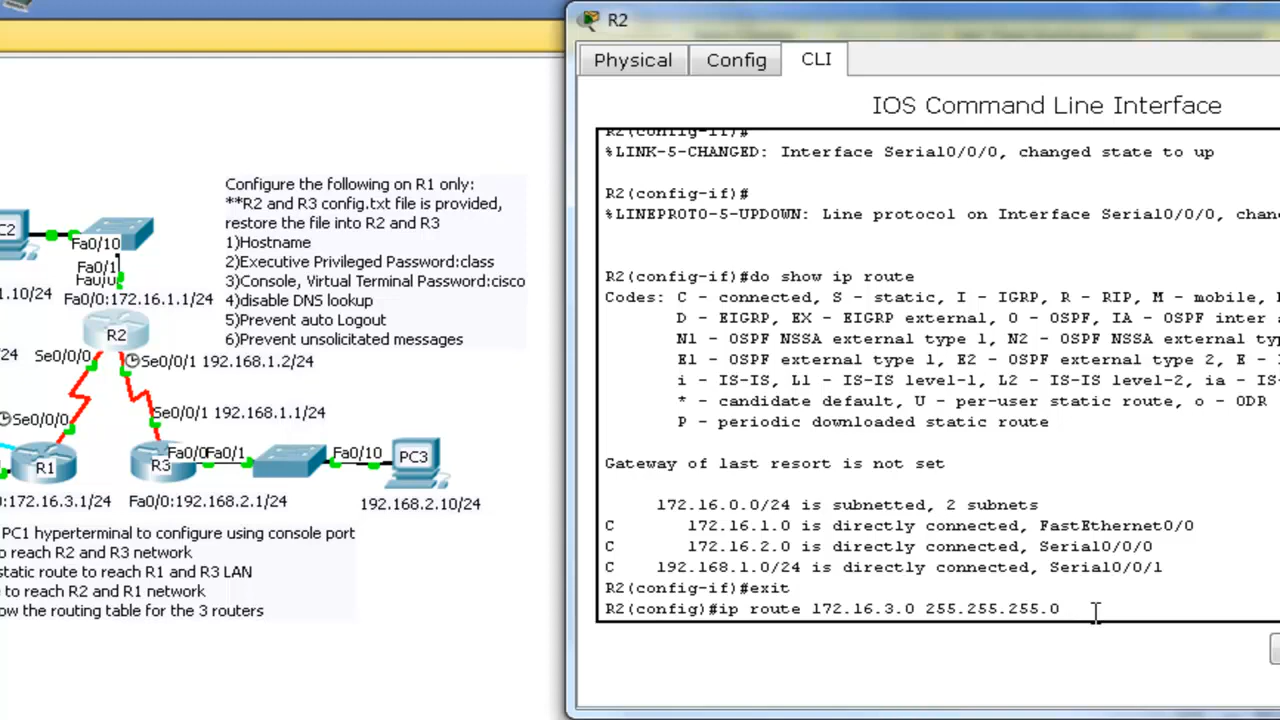 R2
Physical
Config
CLI
IOS Command Line Interface
R2(config-if)#
%LINK-5-CHANGED: Interface Serial0/0/0, changed state to up
R2(config-if)#
%LINEPROTO-5-UPDOWN: Line protocol on Interface Serial0/0/0, chan
R2(config-if)#do show ip route
Codes: C - connected, S - static, I - IGRP, R - RIP, M - mobile,
D - EIGRP, EX - EIGRP external, O - OSPF, IA - OSPF inter a
N1 - OSPF NSSA external type 1, N2 - OSPF NSSA external ty
E1 - OSPF external type 1, E2 - OSPF external type 2, E -
i - IS-IS, L1 - IS-IS level-1, L2 - IS-IS level-2, ia - IS
* - candidate default, U - per-user static route, o - ODR
P - periodic downloaded static route
Gateway of last resort is not set
172.16.0.0/24 is subnetted, 2 subnets
C 172.16.1.0 is directly connected, FastEthernet0/0
C 172.16.2.0 is directly connected, Serial0/0/0
C 192.168.1.0/24 is directly connected, Serial0/0/1
R2(config-if)#exit
R2(config)#ip route 172.16.3.0 255.255.255.0
Configure the following on R1 only:
**R2 and R3 config.txt file is provided,
restore the file into R2 and R3
1)Hostname
2)Executive Privileged Password:class
3)Console, Virtual Terminal Password:cisco
4)disable DNS lookup
5)Prevent auto Logout
6)Prevent unsolicitated messages
C2
Fa0/10
Fa0/1
1.10/24
Fa0/0:172.16.1.1/24
R2
/24
Se0/0/0
Se0/0/1 192.168.1.2/24
Se0/0/0
Se0/0/1 192.168.1.1/24
R1
R3
Fa0/0
Fa0/1
Fa0/10
PC3
0:172.16.3.1/24
Fa0/0:192.168.2.1/24
192.168.2.10/24
PC1 hyperterminal to configure using console port
to reach R2 and R3 network
static route to reach R1 and R3 LAN
to reach R2 and R1 network
ow the routing table for the 3 routers